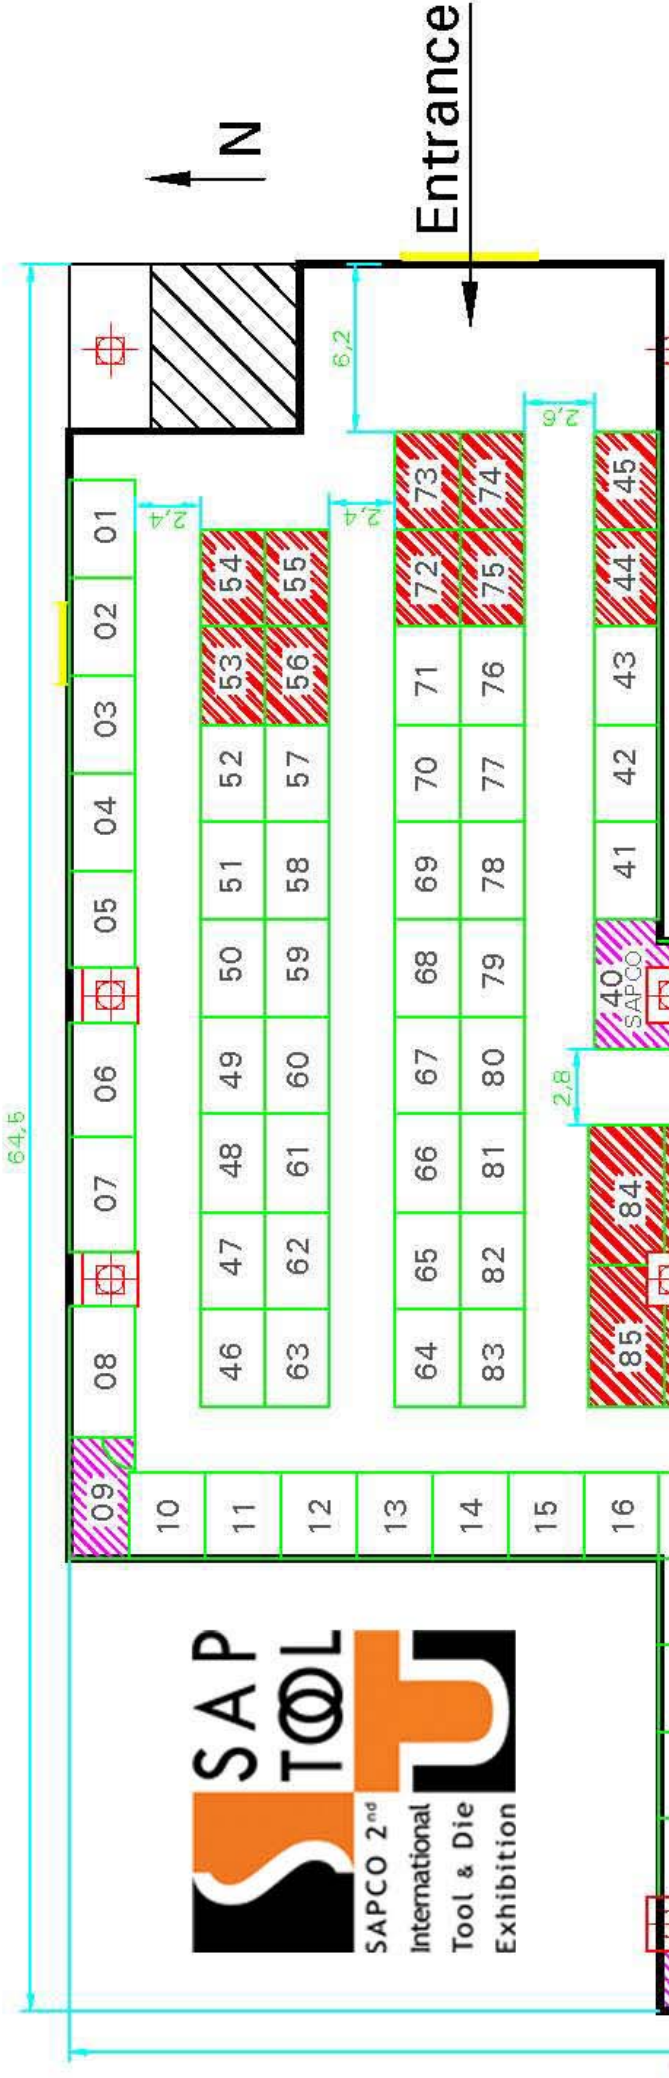 64,5
09 08 07 06 05 04 03 02 01
2,4
N
SAP
TOOL
SAPCO 2nd
International
Tool & Die
Exhibition
10
11
12
13
14
15
16
46 47 48 49 50 51 52 53 54
63 62 61 60 59 58 57 56 55
2,4
6,2
64 65 66 67 68 69 70 71 72 73
83 82 81 80 79 78 77 76 75 74
Entrance
2,6
2,8
85 84
40
SAPCO
41 42 43 44 45